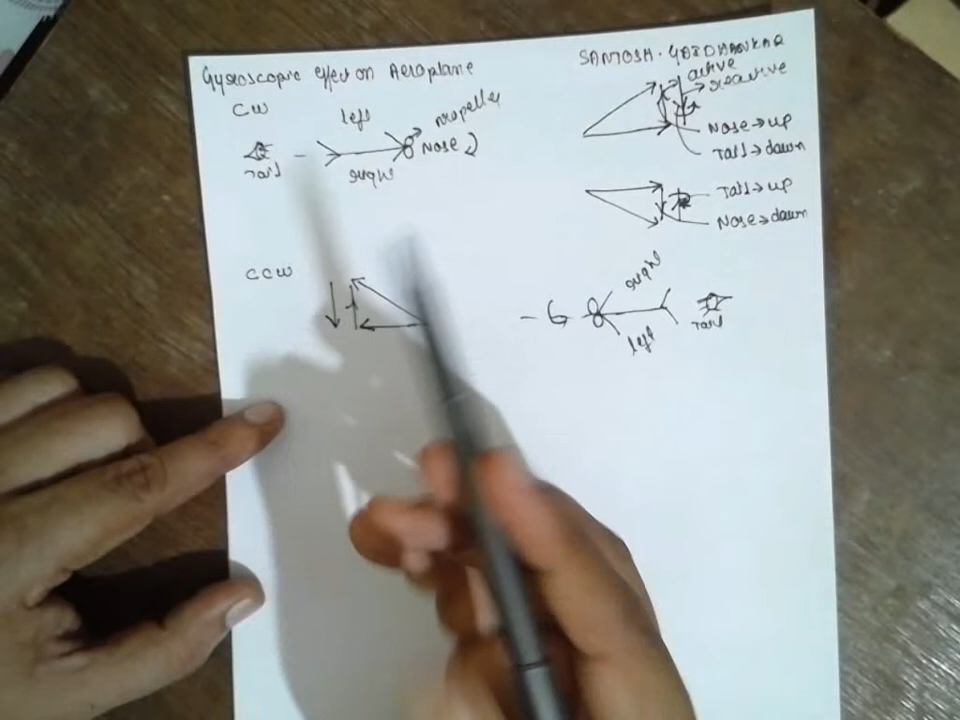 Gyroscopic effect on Aeroplane
SANTOSH. GORDHANKAR
CW
left
propeller
Nose
Tail
right
active
reactive
Nose → up
Tail → down
Tail → up
Nose → down
CCW
right
left
Tail